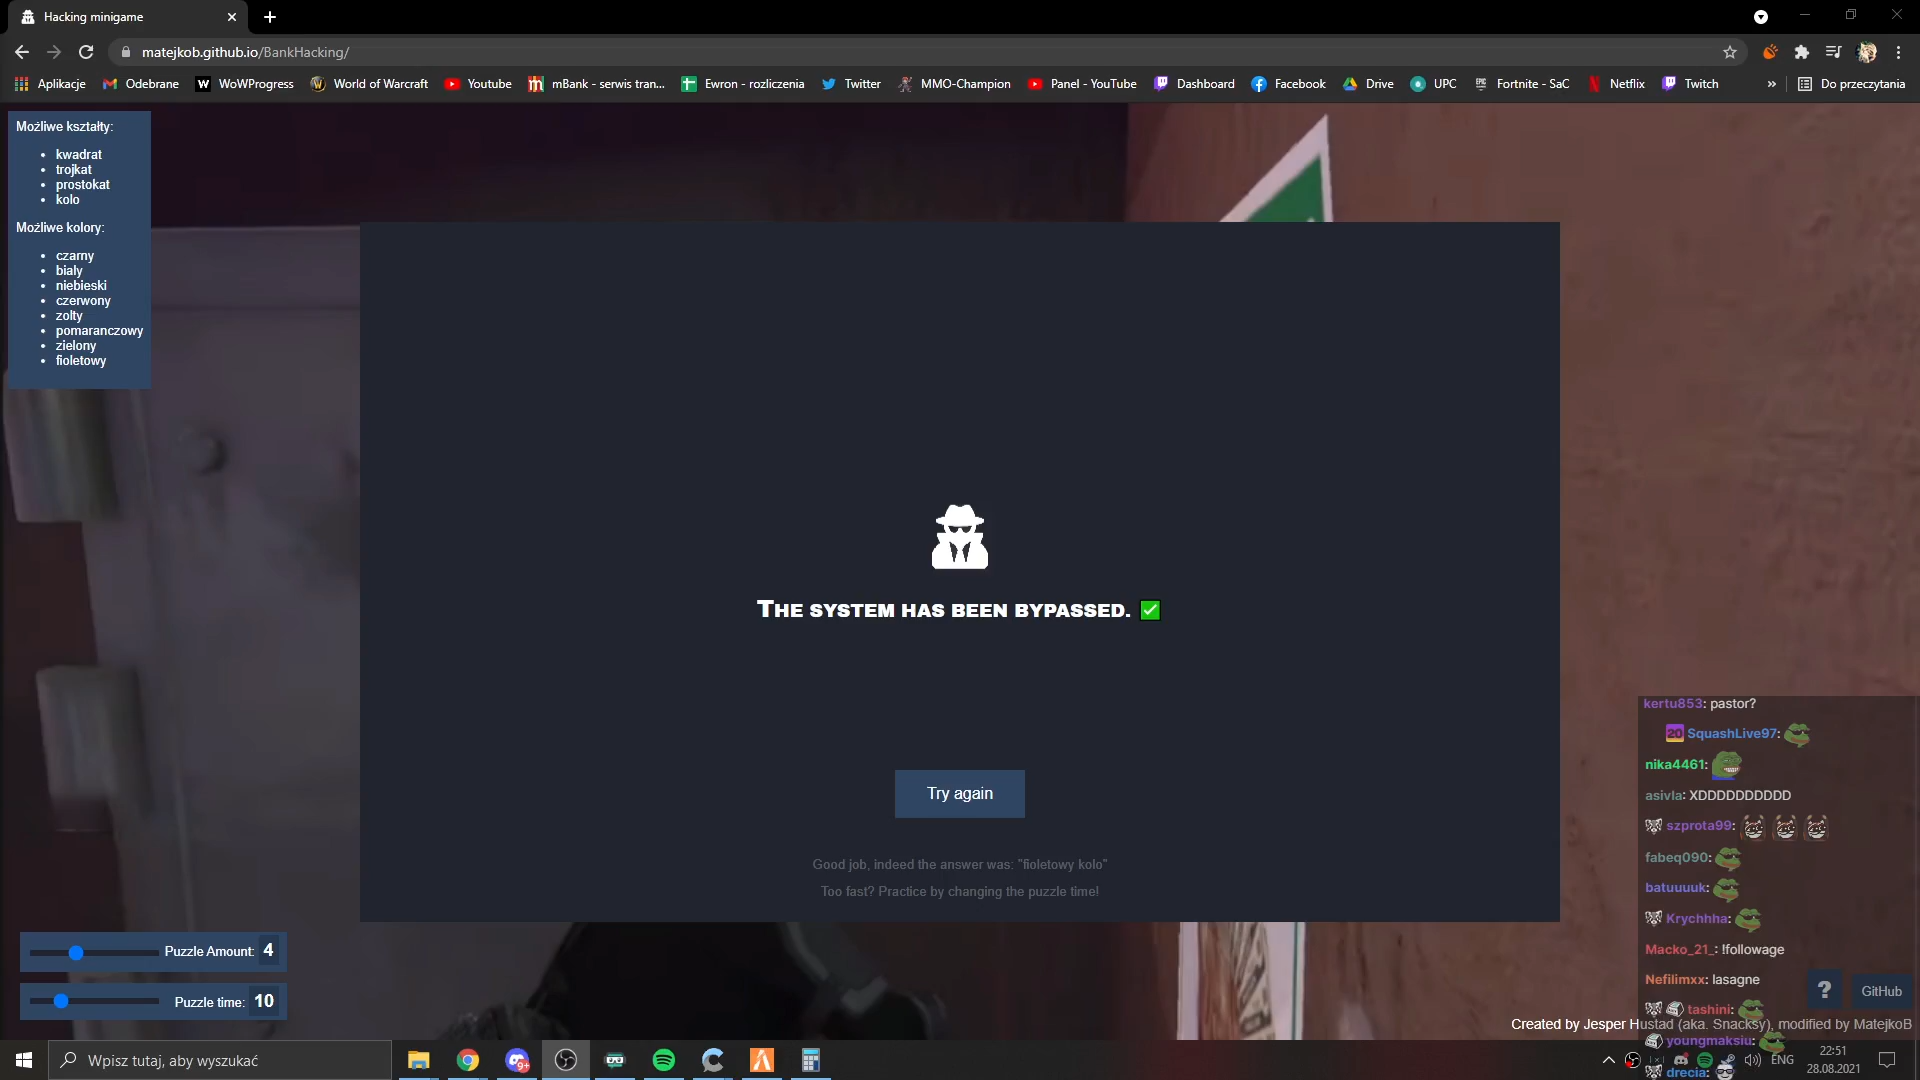 Hacking minigame
matejkob.github.io/BankHacking/
Aplikacje Odebrane WoWProgress World of Warcraft Youtube mBank - serwis tran... Ewron - rozliczenia Twitter MMO-Champion Panel - YouTube Dashboard Facebook Drive UPC Fortnite - SaC Netflix Twitch » Do przeczytania
Możliwe kształty:
• kwadrat
• trojkat
• prostokat
• kolo
Możliwe kolory:
• czarny
• bialy
• niebieski
• czerwony
• zolty
• pomaranczowy
• zielony
• fioletowy
The system has been bypassed. ✅
Try again
Good job, indeed the answer was: "fioletowy kolo"
Too fast? Practice by changing the puzzle time!
Puzzle Amount: 4
Puzzle time: 10
kertu853: pastor?
20 SquashLive97:
nika4461:
asivla: XDDDDDDDDDD
szprota99:
fabeq090:
batuuuuk:
Krychhha:
Macko_21_: !followage
Nefilimxx: lasagne
tashini:
youngmaksiu:
drecia:
? GitHub
Created by Jesper Hustad (aka. Snacksy), modified by MatejkoB
Wpisz tutaj, aby wyszukać
9+
ENG
22:51
28.08.2021